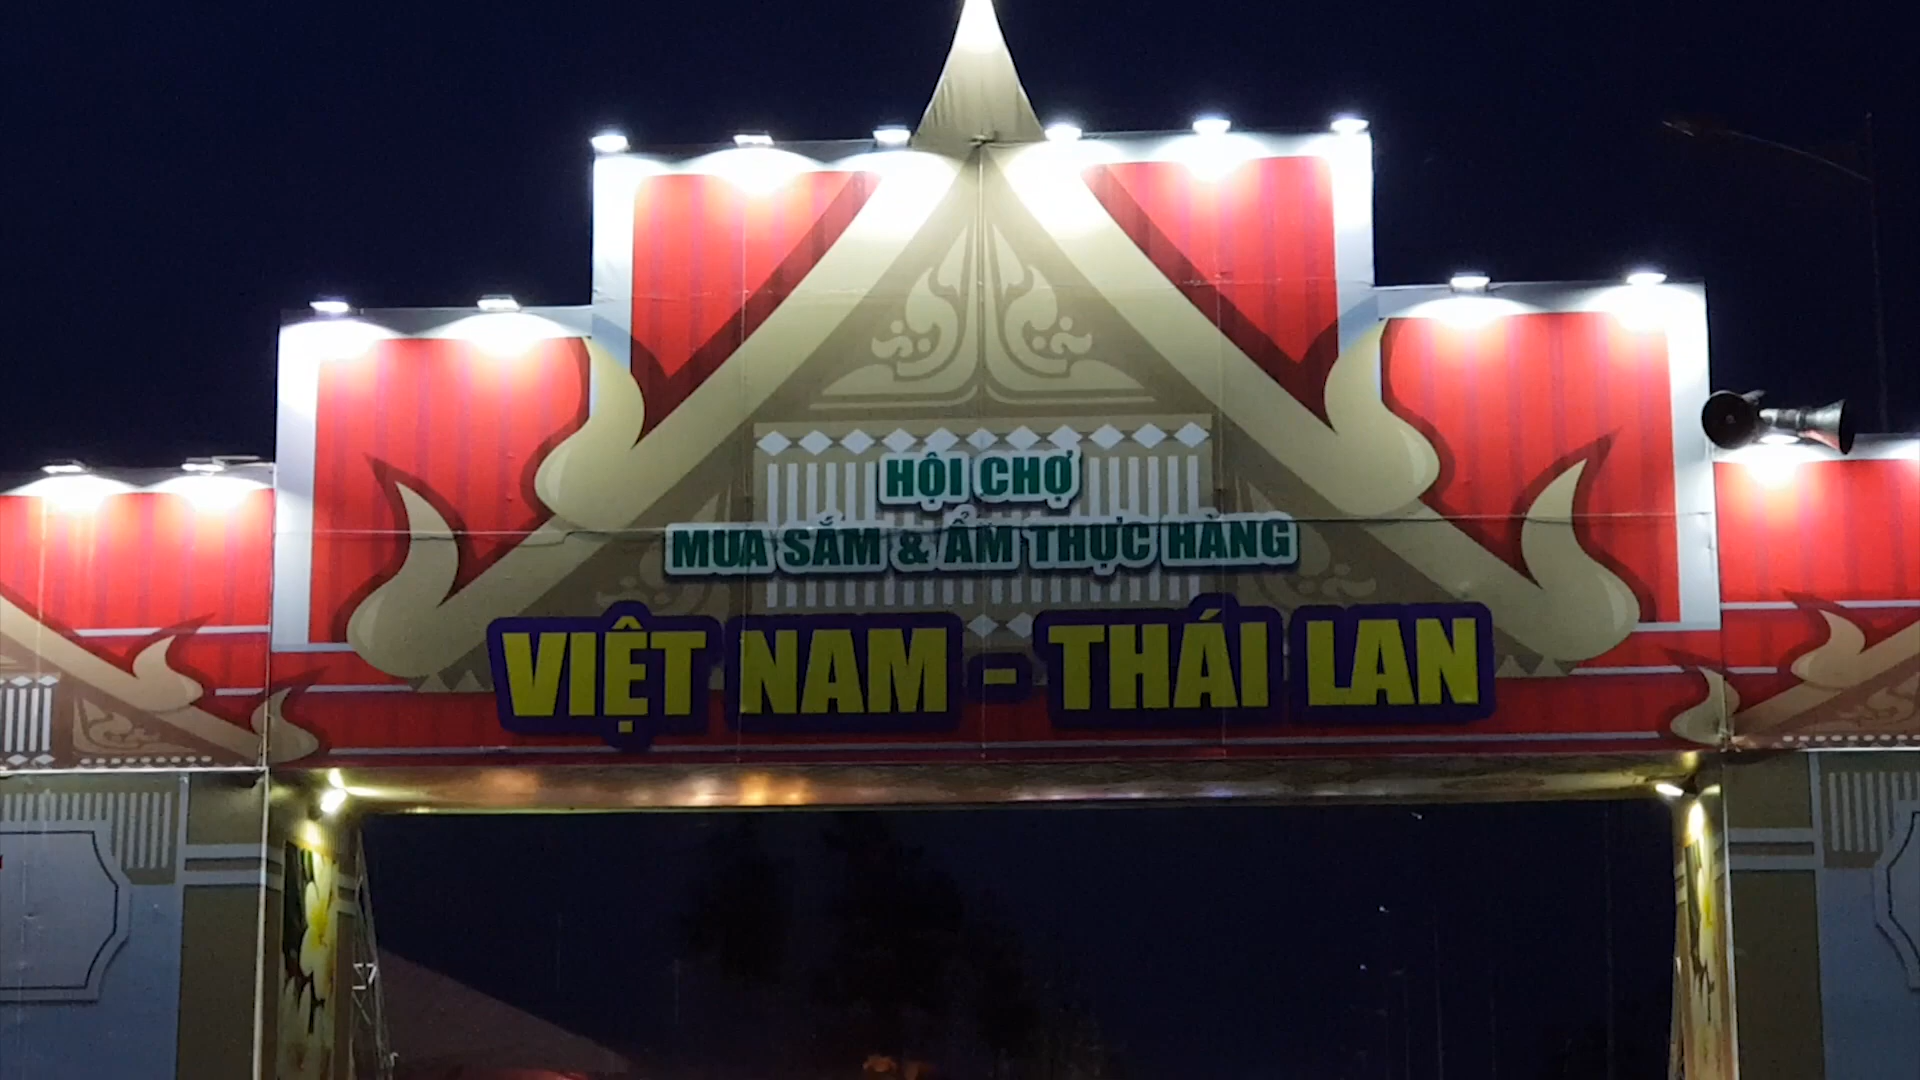 HỘI CHỢ
MUA SẮM & ẨM THỰC HÀNG
VIỆT NAM - THÁI LAN